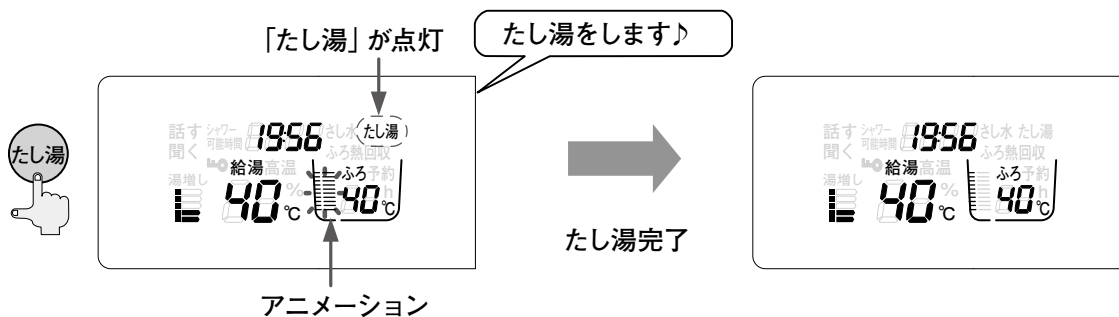 「たし湯」が点灯
たし湯をします♪
たし湯
話す シャワー可能時間 19:56 さし水 たし湯
聞く ふろ熱回収
給湯 高温 ふろ 予約
湯増し 40℃ % 40℃ h
アニメーション
たし湯完了
話す シャワー可能時間 19:56 さし水 たし湯
聞く ふろ熱回収
給湯 高温 ふろ 予約
湯増し 40℃ % 40℃ h